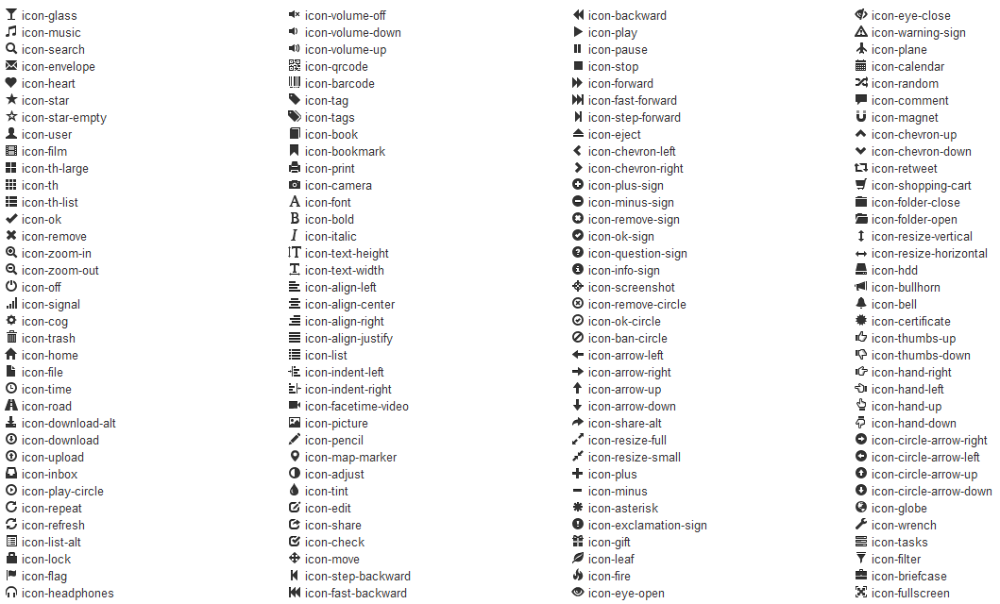 icon-glass
icon-music
icon-search
icon-envelope
icon-heart
icon-star
icon-star-empty
icon-user
icon-film
icon-th-large
icon-th
icon-th-list
icon-ok
icon-remove
icon-zoom-in
icon-zoom-out
icon-off
icon-signal
icon-cog
icon-trash
icon-home
icon-file
icon-time
icon-road
icon-download-alt
icon-download
icon-upload
icon-inbox
icon-play-circle
icon-repeat
icon-refresh
icon-list-alt
icon-lock
icon-flag
icon-headphones
icon-volume-off
icon-volume-down
icon-volume-up
icon-qrcode
icon-barcode
icon-tag
icon-tags
icon-book
icon-bookmark
icon-print
icon-camera
icon-font
icon-bold
icon-italic
icon-text-height
icon-text-width
icon-align-left
icon-align-center
icon-align-right
icon-align-justify
icon-list
icon-indent-left
icon-indent-right
icon-facetime-video
icon-picture
icon-pencil
icon-map-marker
icon-adjust
icon-tint
icon-edit
icon-share
icon-check
icon-move
icon-step-backward
icon-fast-backward
icon-backward
icon-play
icon-pause
icon-stop
icon-forward
icon-fast-forward
icon-step-forward
icon-eject
icon-chevron-left
icon-chevron-right
icon-plus-sign
icon-minus-sign
icon-remove-sign
icon-ok-sign
icon-question-sign
icon-info-sign
icon-screenshot
icon-remove-circle
icon-ok-circle
icon-ban-circle
icon-arrow-left
icon-arrow-right
icon-arrow-up
icon-arrow-down
icon-share-alt
icon-resize-full
icon-resize-small
icon-plus
icon-minus
icon-asterisk
icon-exclamation-sign
icon-gift
icon-leaf
icon-fire
icon-eye-open
icon-eye-close
icon-warning-sign
icon-plane
icon-calendar
icon-random
icon-comment
icon-magnet
icon-chevron-up
icon-chevron-down
icon-retweet
icon-shopping-cart
icon-folder-close
icon-folder-open
icon-resize-vertical
icon-resize-horizontal
icon-hdd
icon-bullhorn
icon-bell
icon-certificate
icon-thumbs-up
icon-thumbs-down
icon-hand-right
icon-hand-left
icon-hand-up
icon-hand-down
icon-circle-arrow-right
icon-circle-arrow-left
icon-circle-arrow-up
icon-circle-arrow-down
icon-globe
icon-wrench
icon-tasks
icon-filter
icon-briefcase
icon-fullscreen